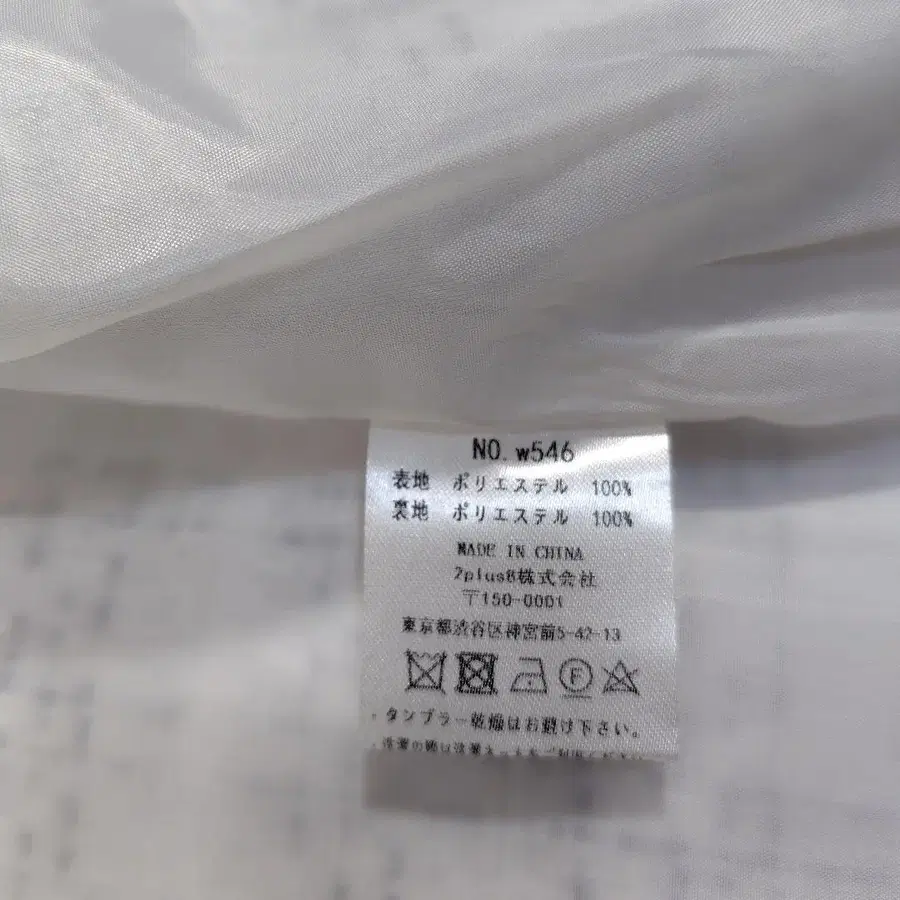 NO. w546
表地 ポリエステル 100%
裏地 ポリエステル 100%
MADE IN CHINA
2plus8株式会社
〒150-0001
東京都渋谷区神宮前5-42-13
F
・タンブラー乾燥はお避け下さい。